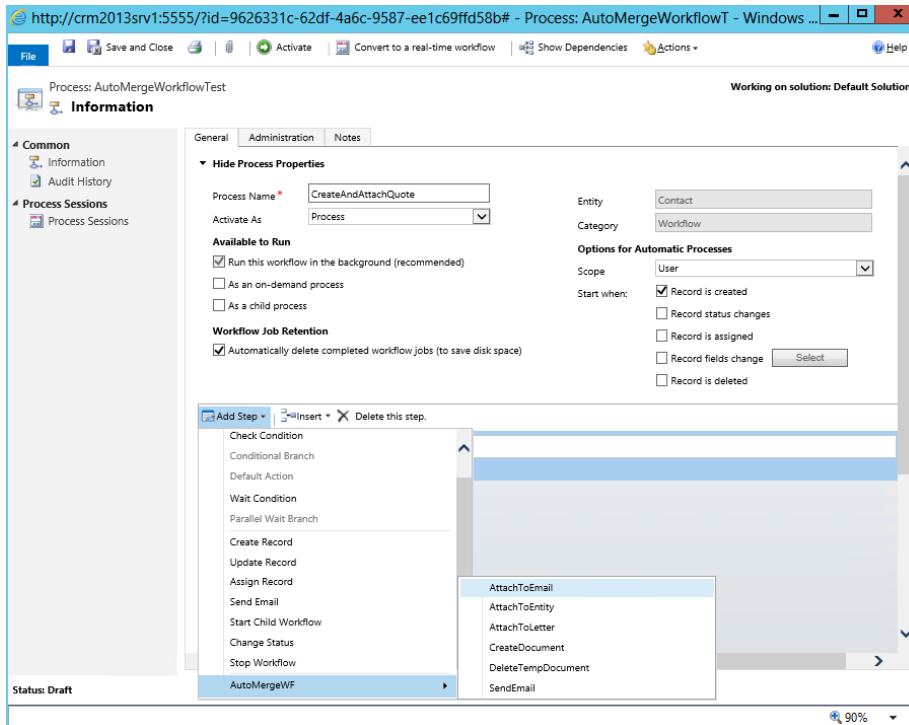 http://crm2013srv1:5555/?id=9626331c-62df-4a6c-9587-ee1c69ffd58b# - Process: AutoMergeWorkflowT - Windows ...
File
Save and Close
Activate
Convert to a real-time workflow
Show Dependencies
Actions
Help
Process: AutoMergeWorkflowTest
Information
Working on solution: Default Solution
Common
Information
Audit History
Process Sessions
Process Sessions
General Administration Notes
Hide Process Properties
Process Name* CreateAndAttachQuote
Activate As Process
Available to Run
Run this workflow in the background (recommended)
As an on-demand process
As a child process
Workflow Job Retention
Automatically delete completed workflow jobs (to save disk space)
Entity Contact
Category Workflow
Options for Automatic Processes
Scope User
Start when: Record is created
Record status changes
Record is assigned
Record fields change Select
Record is deleted
Add Step Insert Delete this step.
Check Condition
Conditional Branch
Default Action
Wait Condition
Parallel Wait Branch
Create Record
Update Record
Assign Record
Send Email
Start Child Workflow
Change Status
Stop Workflow
AutoMergeWF
AttachToEmail
AttachToEntity
AttachToLetter
CreateDocument
DeleteTempDocument
SendEmail
Status: Draft
90%